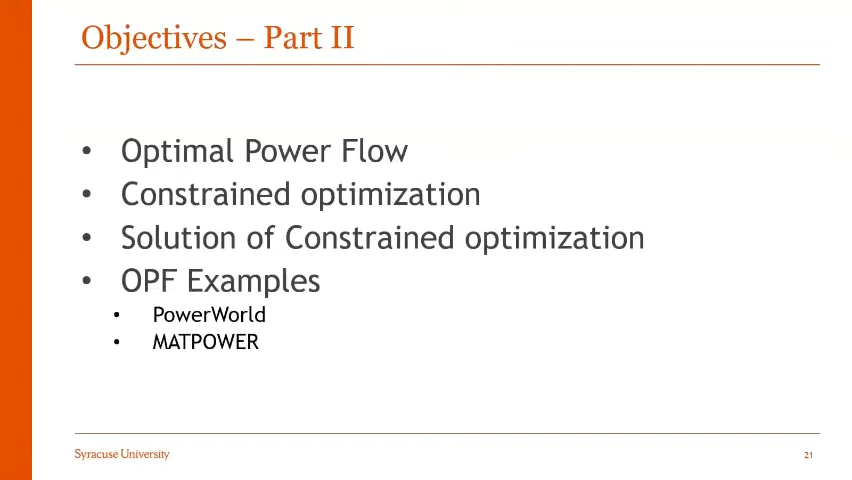 Objectives – Part II
• Optimal Power Flow
• Constrained optimization
• Solution of Constrained optimization
• OPF Examples
• PowerWorld
• MATPOWER
Syracuse University
21